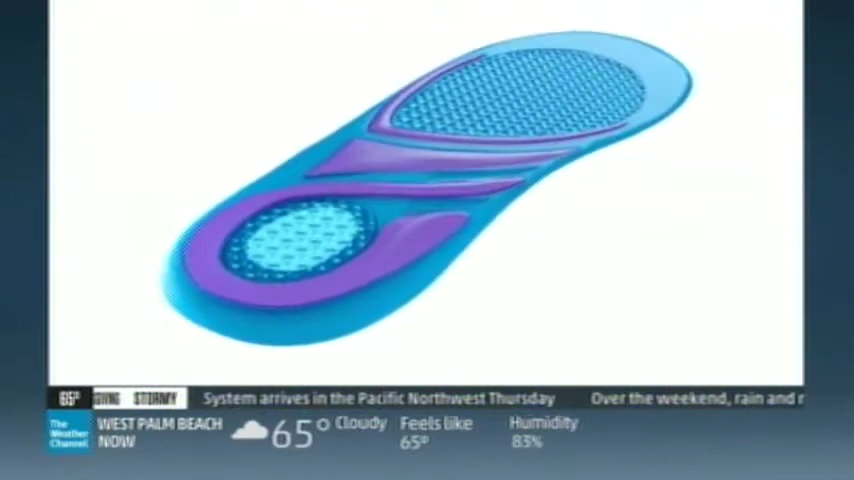 65° STORMY System arrives in the Pacific Northwest Thursday Over the weekend, rain and
The Weather Channel
WEST PALM BEACH
NOW
65° Cloudy
Feels like
65°
Humidity
83%